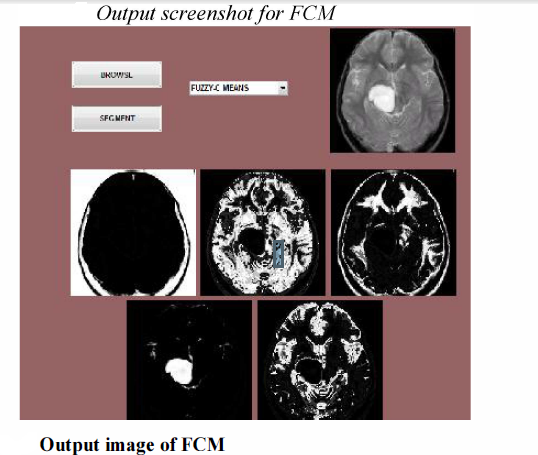 Output screenshot for FCM
BROWSE
FUZZY-C MEANS
SEGMENT
Output image of FCM